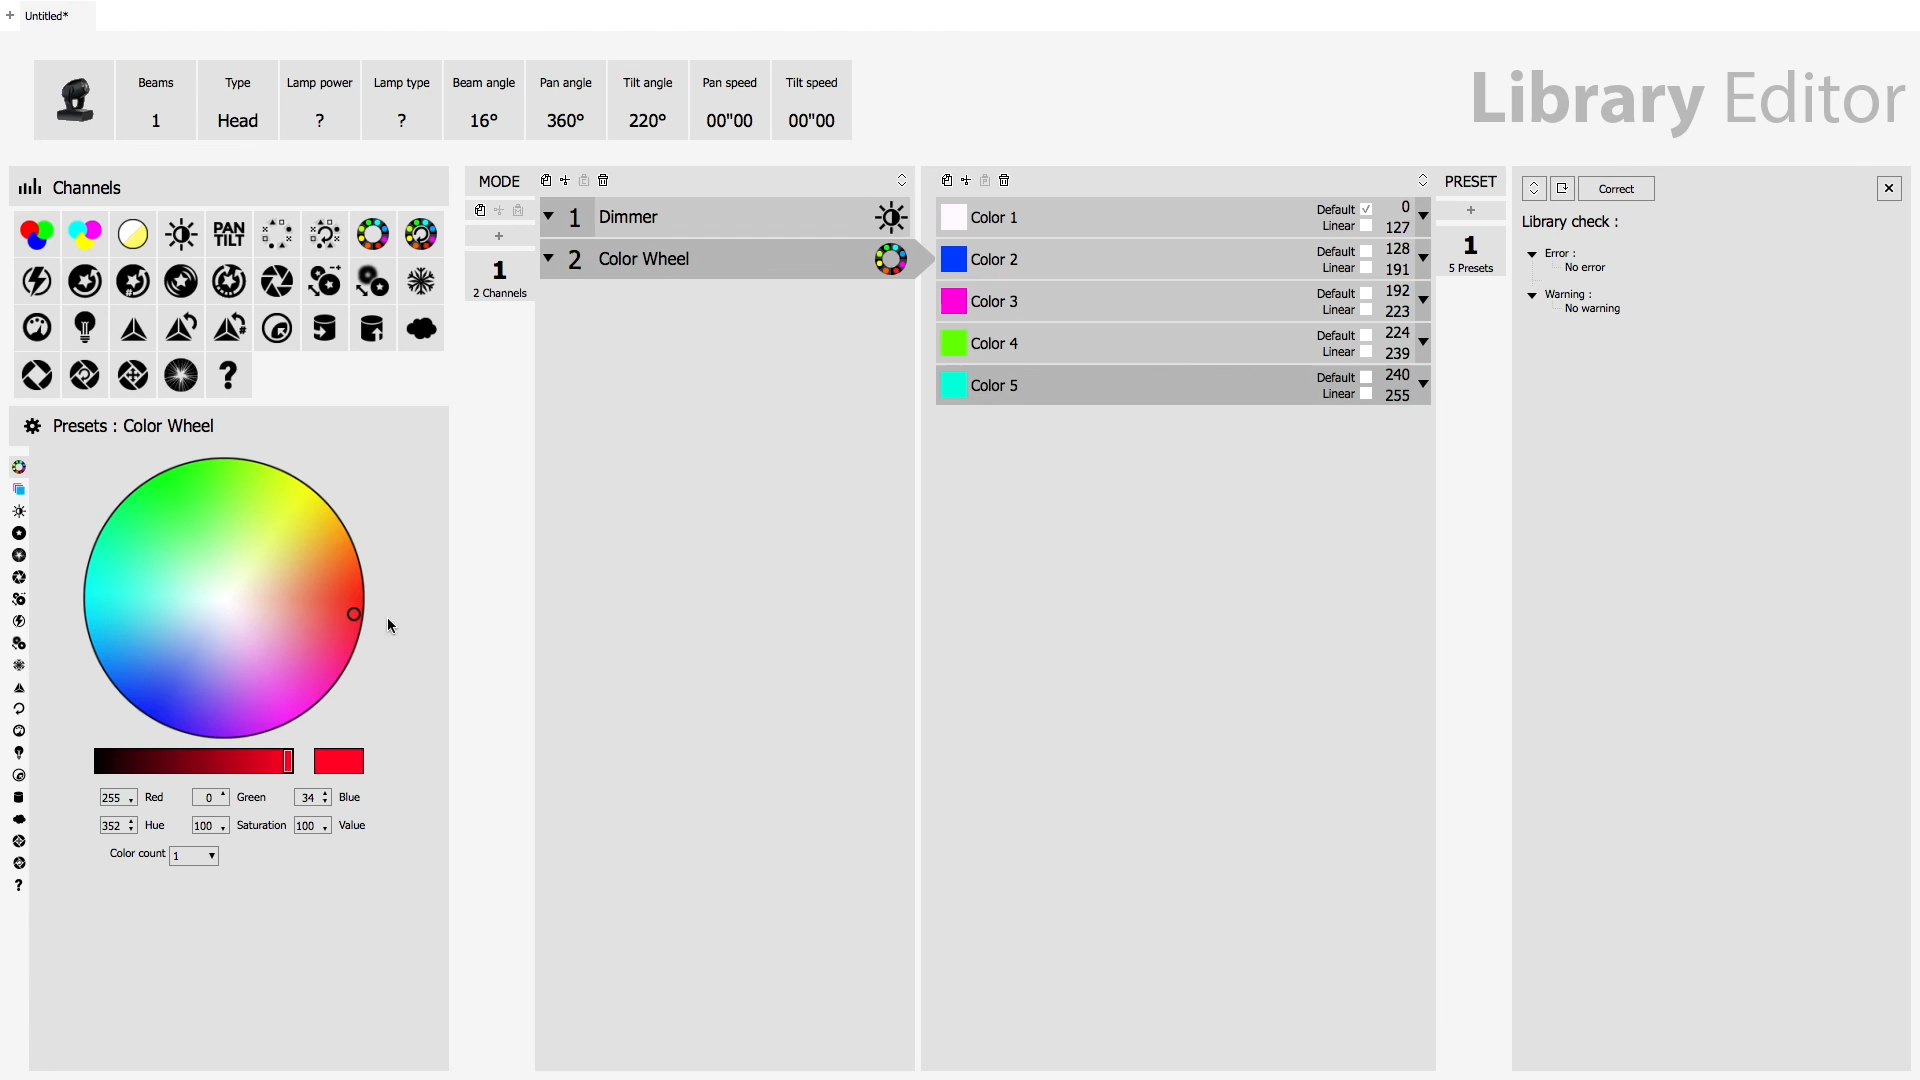 + Untitled*
Beams Type Lamp power Lamp type Beam angle Pan angle Tilt angle Pan speed Tilt speed
1 Head ? ? 16° 360° 220° 00"00 00"00
Library Editor
Channels
PAN
TILT
#
#
?
Presets : Color Wheel
255 Red 0 Green 34 Blue
352 Hue 100 Saturation 100 Value
Color count 1
?
MODE
+
1
2 Channels
1 Dimmer
2 Color Wheel
Color 1 Default 0
Linear 127
Color 2 Default 128
Linear 191
Color 3 Default 192
Linear 223
Color 4 Default 224
Linear 239
Color 5 Default 240
Linear 255
PRESET
+
1
5 Presets
Correct
Library check :
Error :
No error
Warning :
No warning